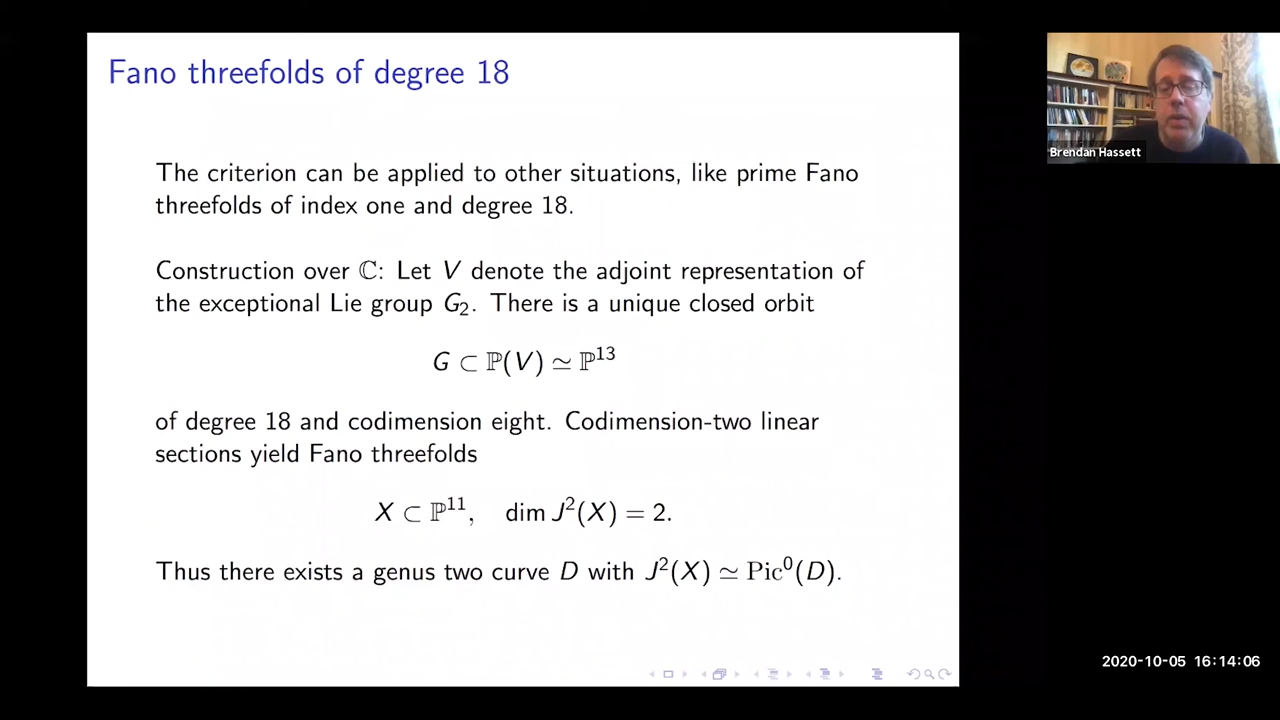 Fano threefolds of degree 18
The criterion can be applied to other situations, like prime Fano
threefolds of index one and degree 18.
Construction over ℂ: Let V denote the adjoint representation of
the exceptional Lie group G₂. There is a unique closed orbit
G ⊂ ℙ(V) ≃ ℙ¹³
of degree 18 and codimension eight. Codimension-two linear
sections yield Fano threefolds
X ⊂ ℙ¹¹, dim J²(X) = 2.
Thus there exists a genus two curve D with J²(X) ≃ Pic⁰(D).
Brendan Hassett
2020-10-05 16:14:06